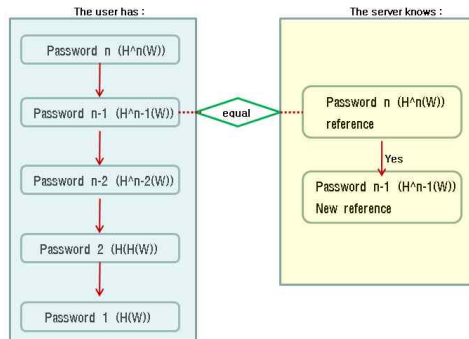 The user has :
Password n (H^n(W))
Password n-1 (H^n-1(W))
Password n-2 (H^n-2(W))
Password 2 (H(H(W))
Password 1 (H(W))
equal
The server knows :
Password n (H^n(W))
reference
Yes
Password n-1 (H^n-1(W))
New reference